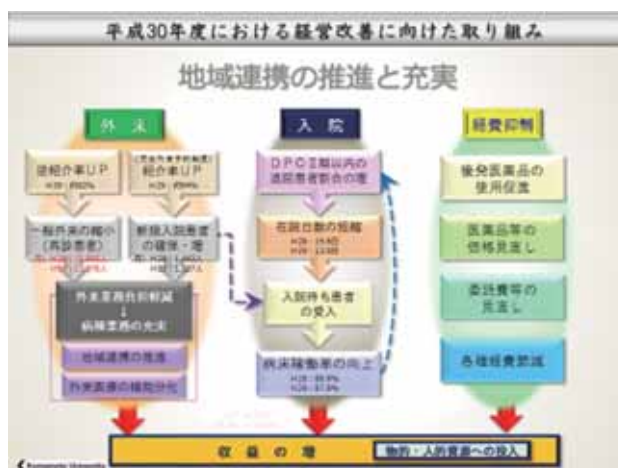 平成30年度における経営改善に向けた取り組み
地域連携の推進と充実
外 来
逆紹介率UP
紹介率UP
一般外来の縮小
(再診患者)
新規入院患者
の確保・増
外来業務負担軽減
↓
病棟業務の充実
地域連携の推進
外来医療の機能分化
入 院
DPCⅡ期以内の
退院患者割合の増
在院日数の短縮
入院待ち患者
の受入
病床稼働率の向上
経費抑制
後発医薬品の
使用促進
医薬品等の
価格見直し
委託費等の
見直し
各種経費節減
収 益 の 増
物的・人的資源への投入
Kumamoto University